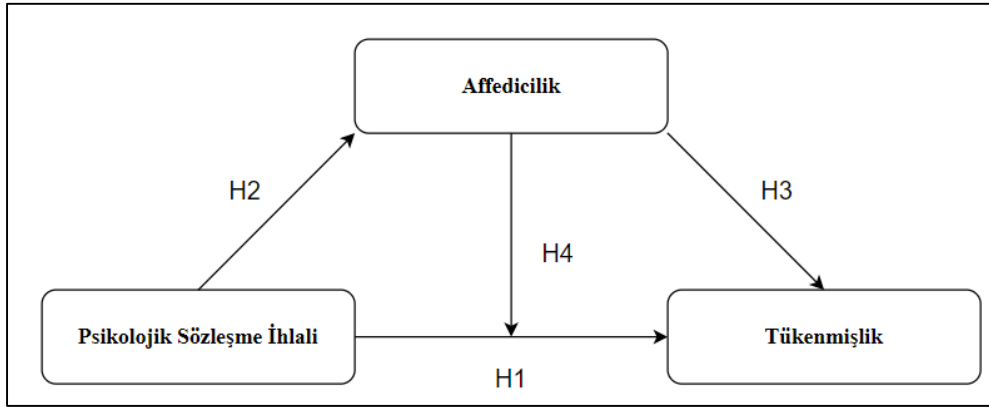 Affedicilik
H2
H3
H4
Psikolojik Sözleşme İhlali
Tükenmişlik
H1